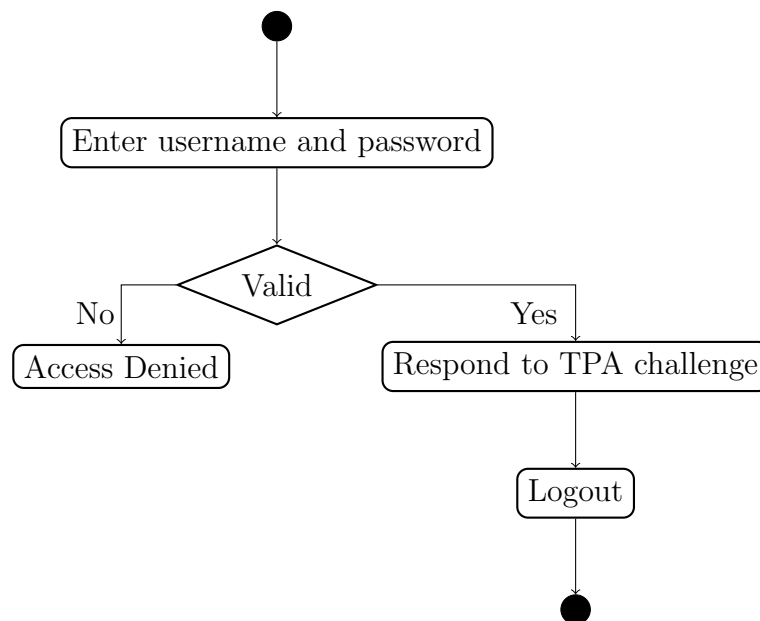 Enter username and password
Valid
No
Yes
Access Denied
Respond to TPA challenge
Logout